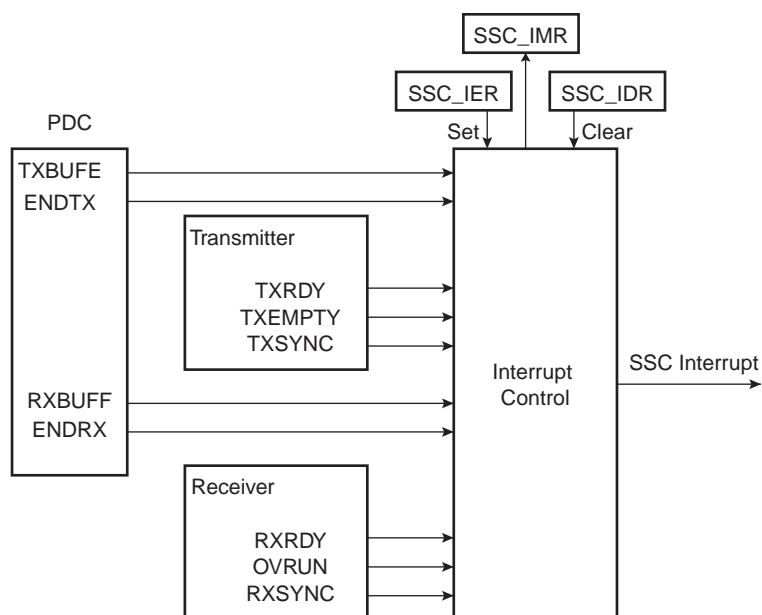 SSC_IMR
SSC_IER
SSC_IDR
PDC
Set
Clear
TXBUFE
ENDTX
Transmitter
TXRDY
TXEMPTY
TXSYNC
RXBUFF
ENDRX
Interrupt
Control
SSC Interrupt
Receiver
RXRDY
OVRUN
RXSYNC